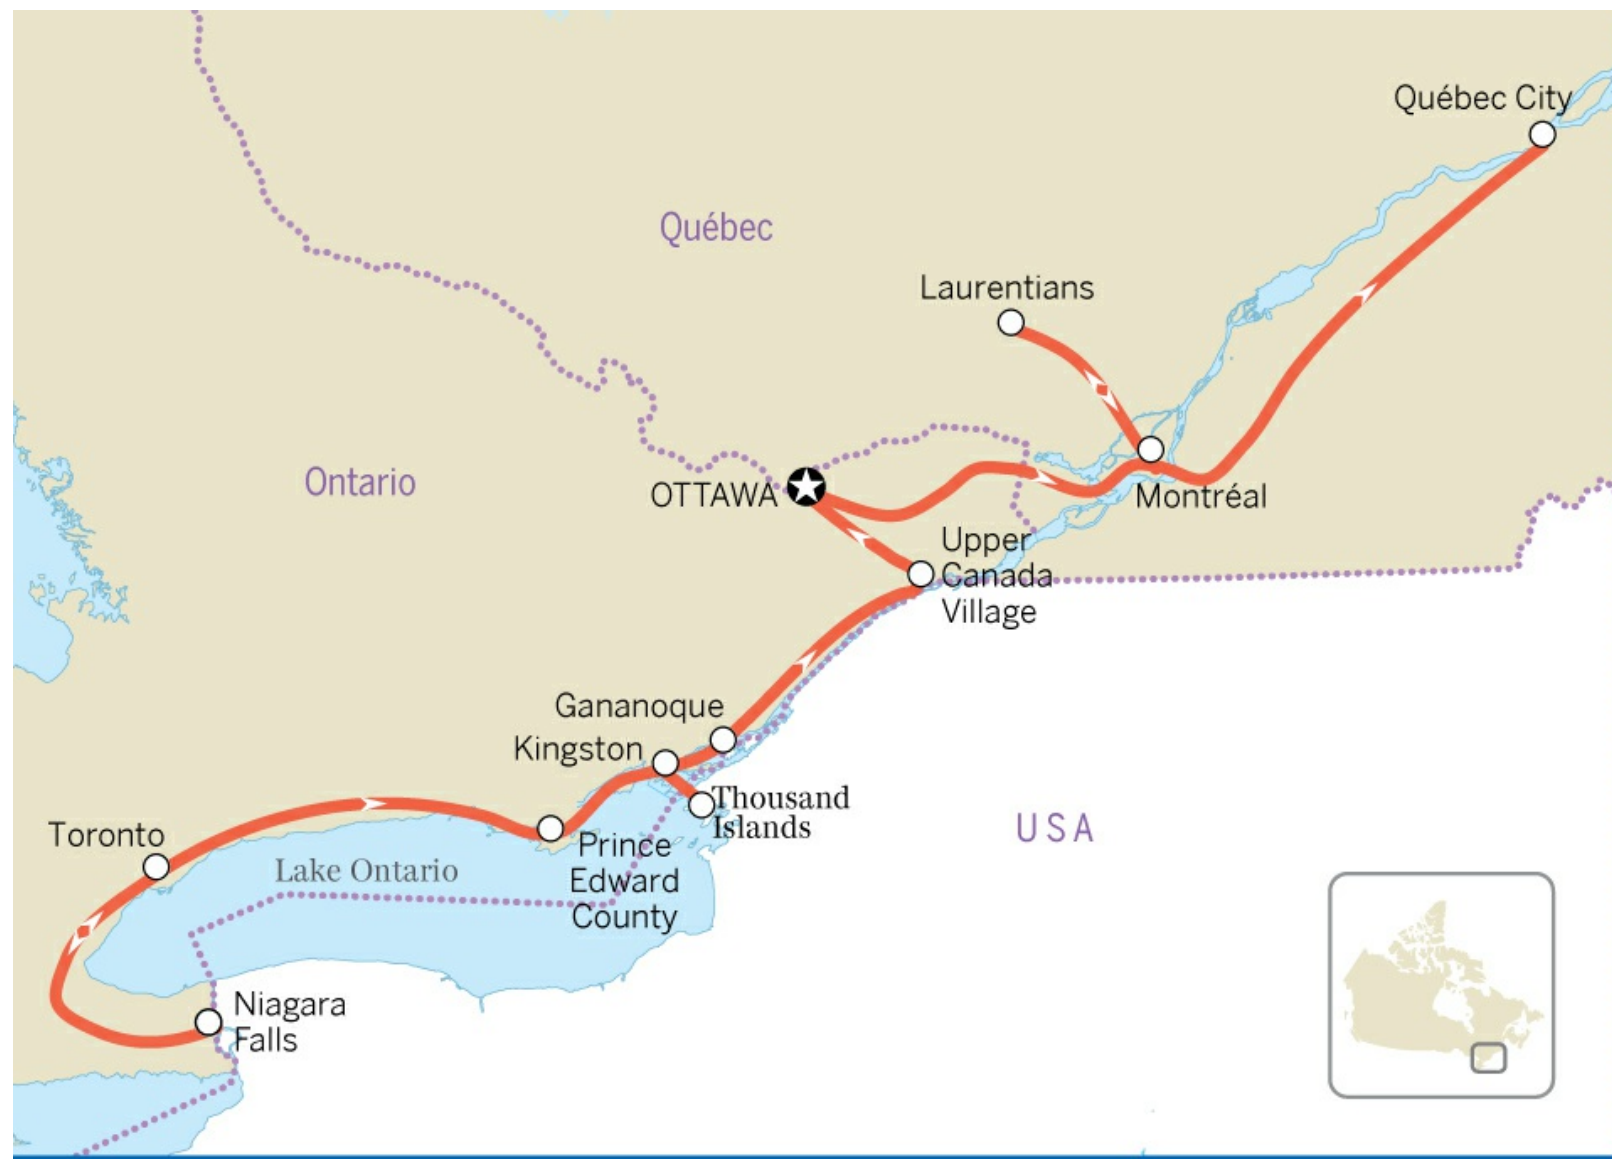 Québec City
Québec
Laurentians
Ontario
OTTAWA
Montréal
Upper
Canada
Village
Gananoque
Kingston
Thousand
Islands
Toronto
Prince
Edward
County
Lake Ontario
USA
Niagara
Falls